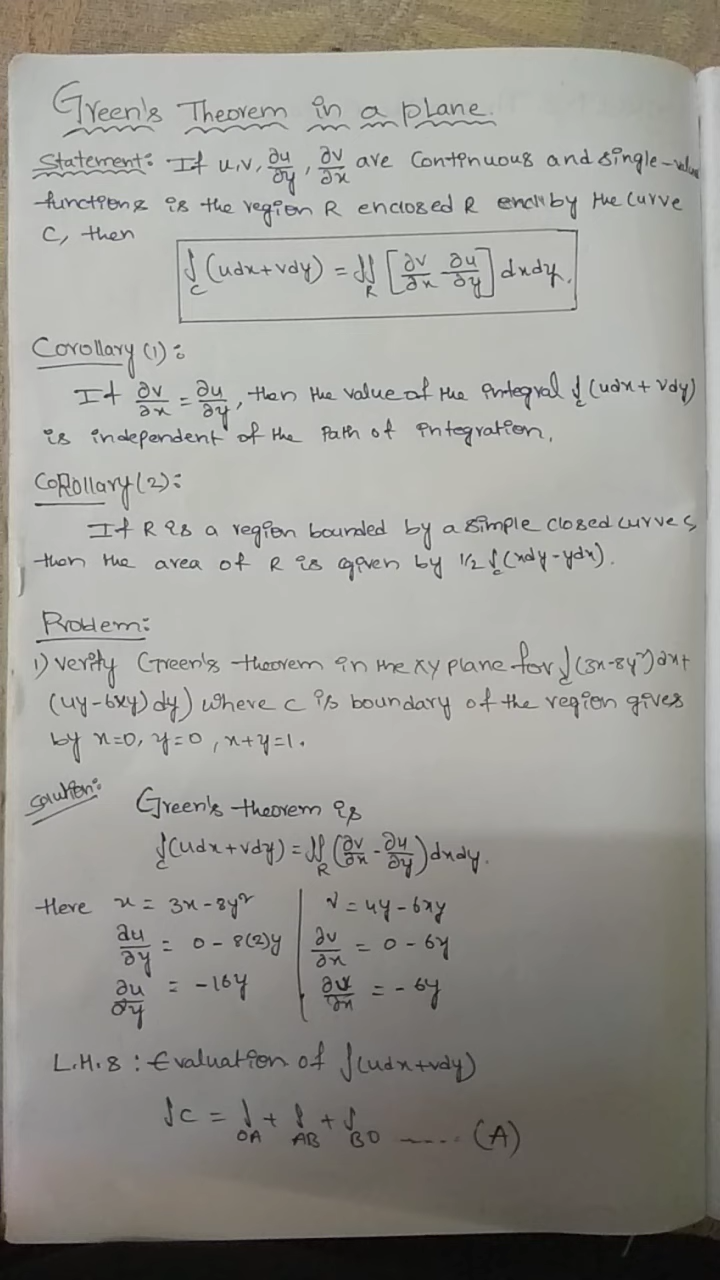 Green's Theorem in a plane.
Statement: If u,v, ∂u/∂y, ∂v/∂x are Continuous and single-
functions is the region R enclosed R by the curve
C, then
∫_C (udx+vdy) = ∬_R [∂v/∂x ∂u/∂y] dxdy.
Corollary (1):
If ∂v/∂x = ∂u/∂y, then the value of the integral ∫_C (udx + vdy)
is independent of the Path of integration.
Corollary (2):
If R is a region bounded by a simple closed curve
then the area of R is given by 1/2 ∫_C (xdy-ydx).
Problem:
1) Verify Green's theorem in the xy plane for ∫ (3x-8y²) dx+
(4y-6xy) dy) where c is boundary of the region gives
by x=0, y=0, x+y=1.
Solution: Green's theorem is
∫_C (udx+vdy) = ∬_R (∂v/∂x - ∂u/∂y) dxdy.
Here u = 3x-8y² | v = 4y-6xy
∂u/∂y = 0-8(2)y | ∂v/∂x = 0-6y
∂u/∂y = -16y | ∂v/∂x = -6y
L.H.S : Evaluation of ∫(udx+vdy)
∫C = ∫_OA + ∫_AB + ∫_BO ..... (A)